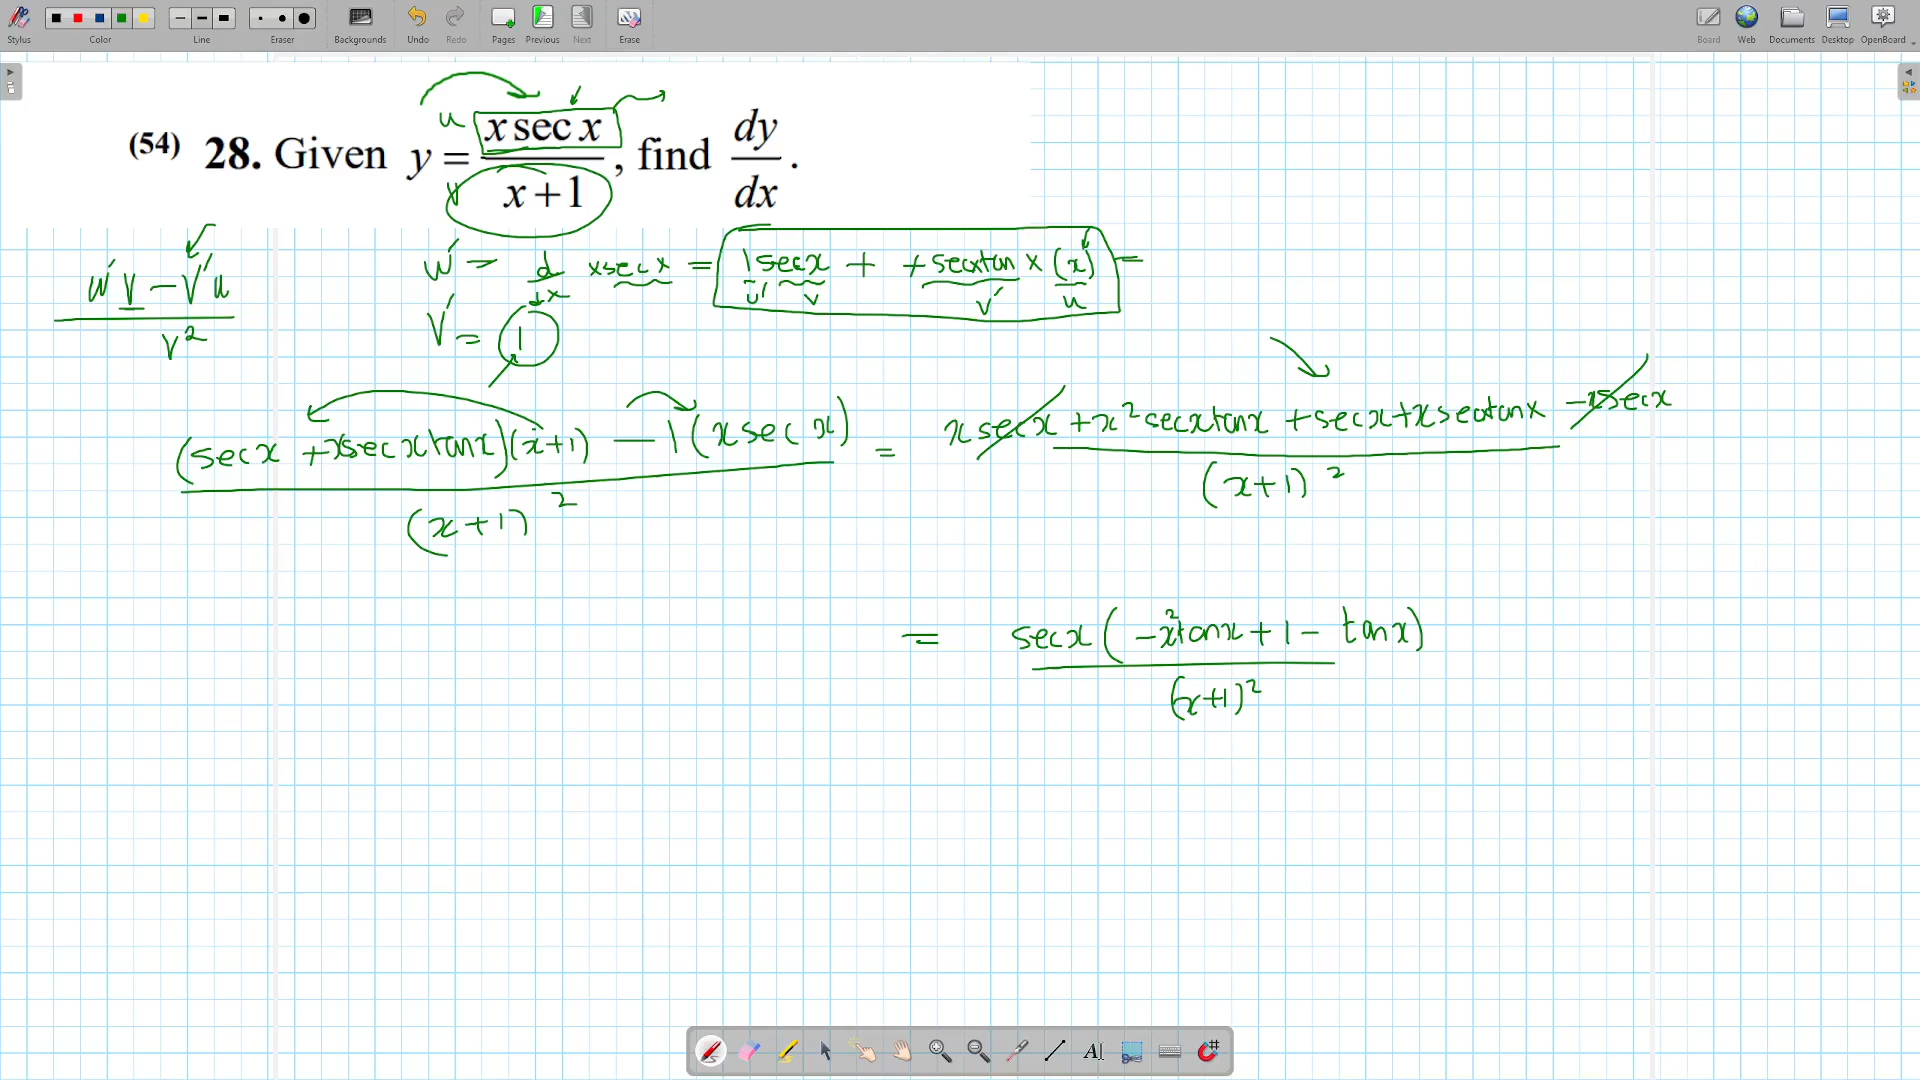 Stylus Color Line Eraser Backgrounds Undo Redo Pages Previous Next Erase Board Web Documents Desktop OpenBoard
(54) 28. Given y = x sec x / x + 1, find dy/dx.
u
v
u'v − v'u / v²
u' = d/dx x sec x = 1 sec x + + secxtan x (x) =
u' v v' u
v' = 1
(sec x + x sec x tan x)(x+1) − 1(x sec x) / (x+1)² = x sec x + x² sec x tan x + sec x + x sec x tan x − x sec x / (x+1)²
= sec x ( −x² tan x + 1 − tan x) / (x+1)²